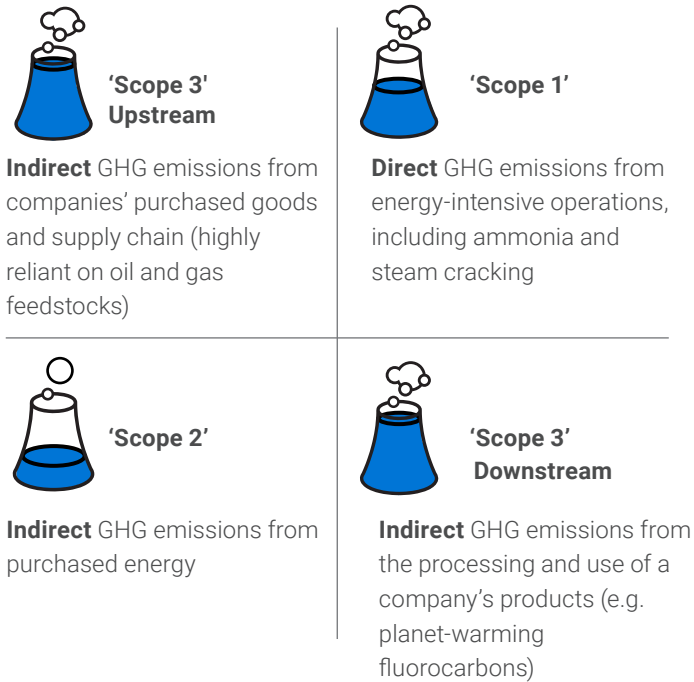 ‘Scope 3'
Upstream
Indirect GHG emissions from
companies’ purchased goods
and supply chain (highly
reliant on oil and gas
feedstocks)
‘Scope 1’
Direct GHG emissions from
energy-intensive operations,
including ammonia and
steam cracking
‘Scope 2’
Indirect GHG emissions from
purchased energy
‘Scope 3’
Downstream
Indirect GHG emissions from
the processing and use of a
company’s products (e.g.
planet-warming
fluorocarbons)